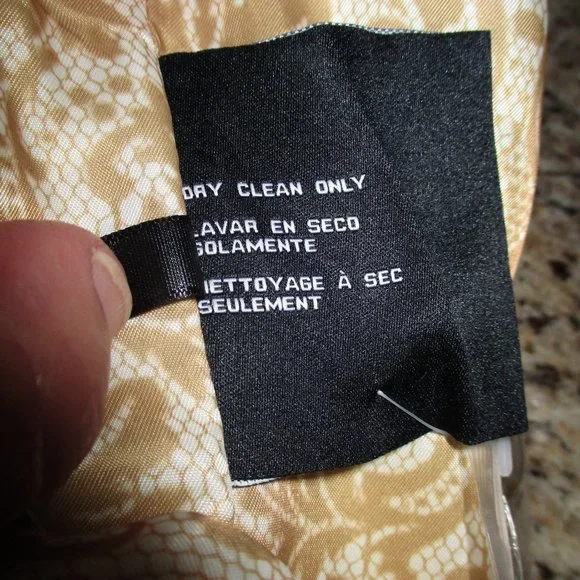 DRY CLEAN ONLY
LAVAR EN SECO
SOLAMENTE
NETTOYAGE À SEC
SEULEMENT